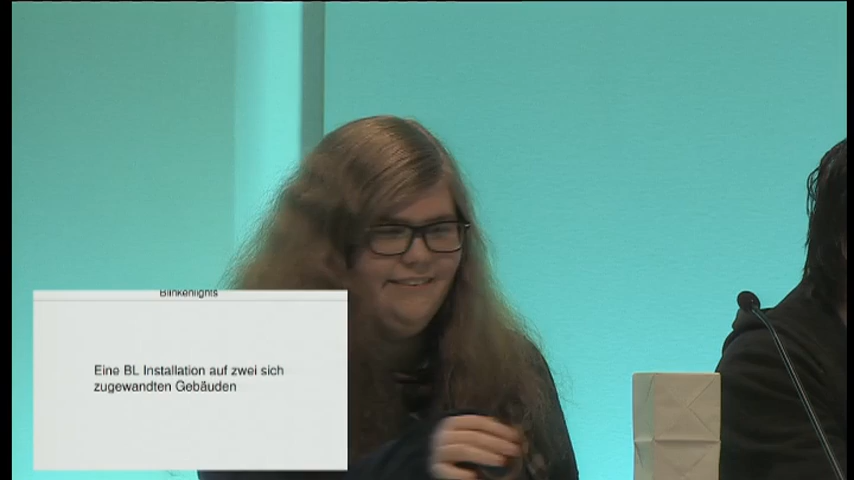 Blinkenlights
Eine BL Installation auf zwei sich
zugewandten Gebäuden